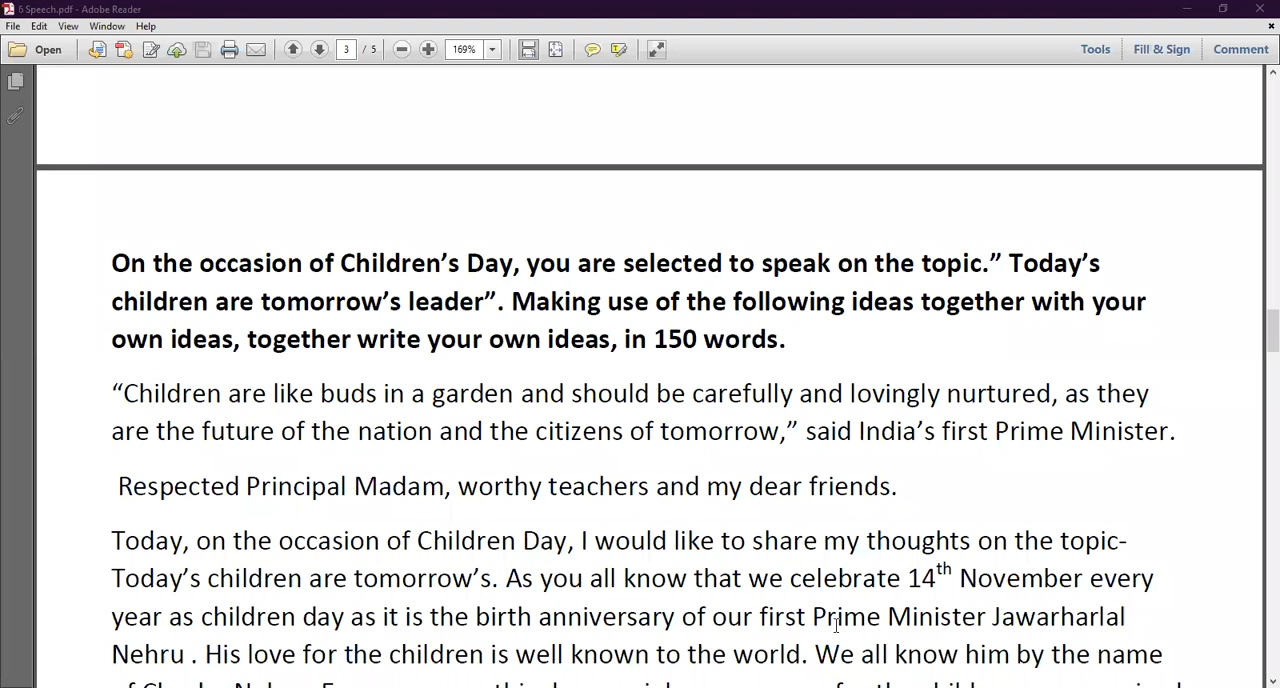 6 Speech.pdf - Adobe Reader
File Edit View Window Help
Open 3 / 5 169% Tools Fill & Sign Comment
On the occasion of Children’s Day, you are selected to speak on the topic.” Today’s
children are tomorrow’s leader”. Making use of the following ideas together with your
own ideas, together write your own ideas, in 150 words.
“Children are like buds in a garden and should be carefully and lovingly nurtured, as they
are the future of the nation and the citizens of tomorrow,” said India’s first Prime Minister.
Respected Principal Madam, worthy teachers and my dear friends.
Today, on the occasion of Children Day, I would like to share my thoughts on the topic-
Today’s children are tomorrow’s. As you all know that we celebrate 14th November every
year as children day as it is the birth anniversary of our first Prime Minister Jawarharlal
Nehru . His love for the children is well known to the world. We all know him by the name